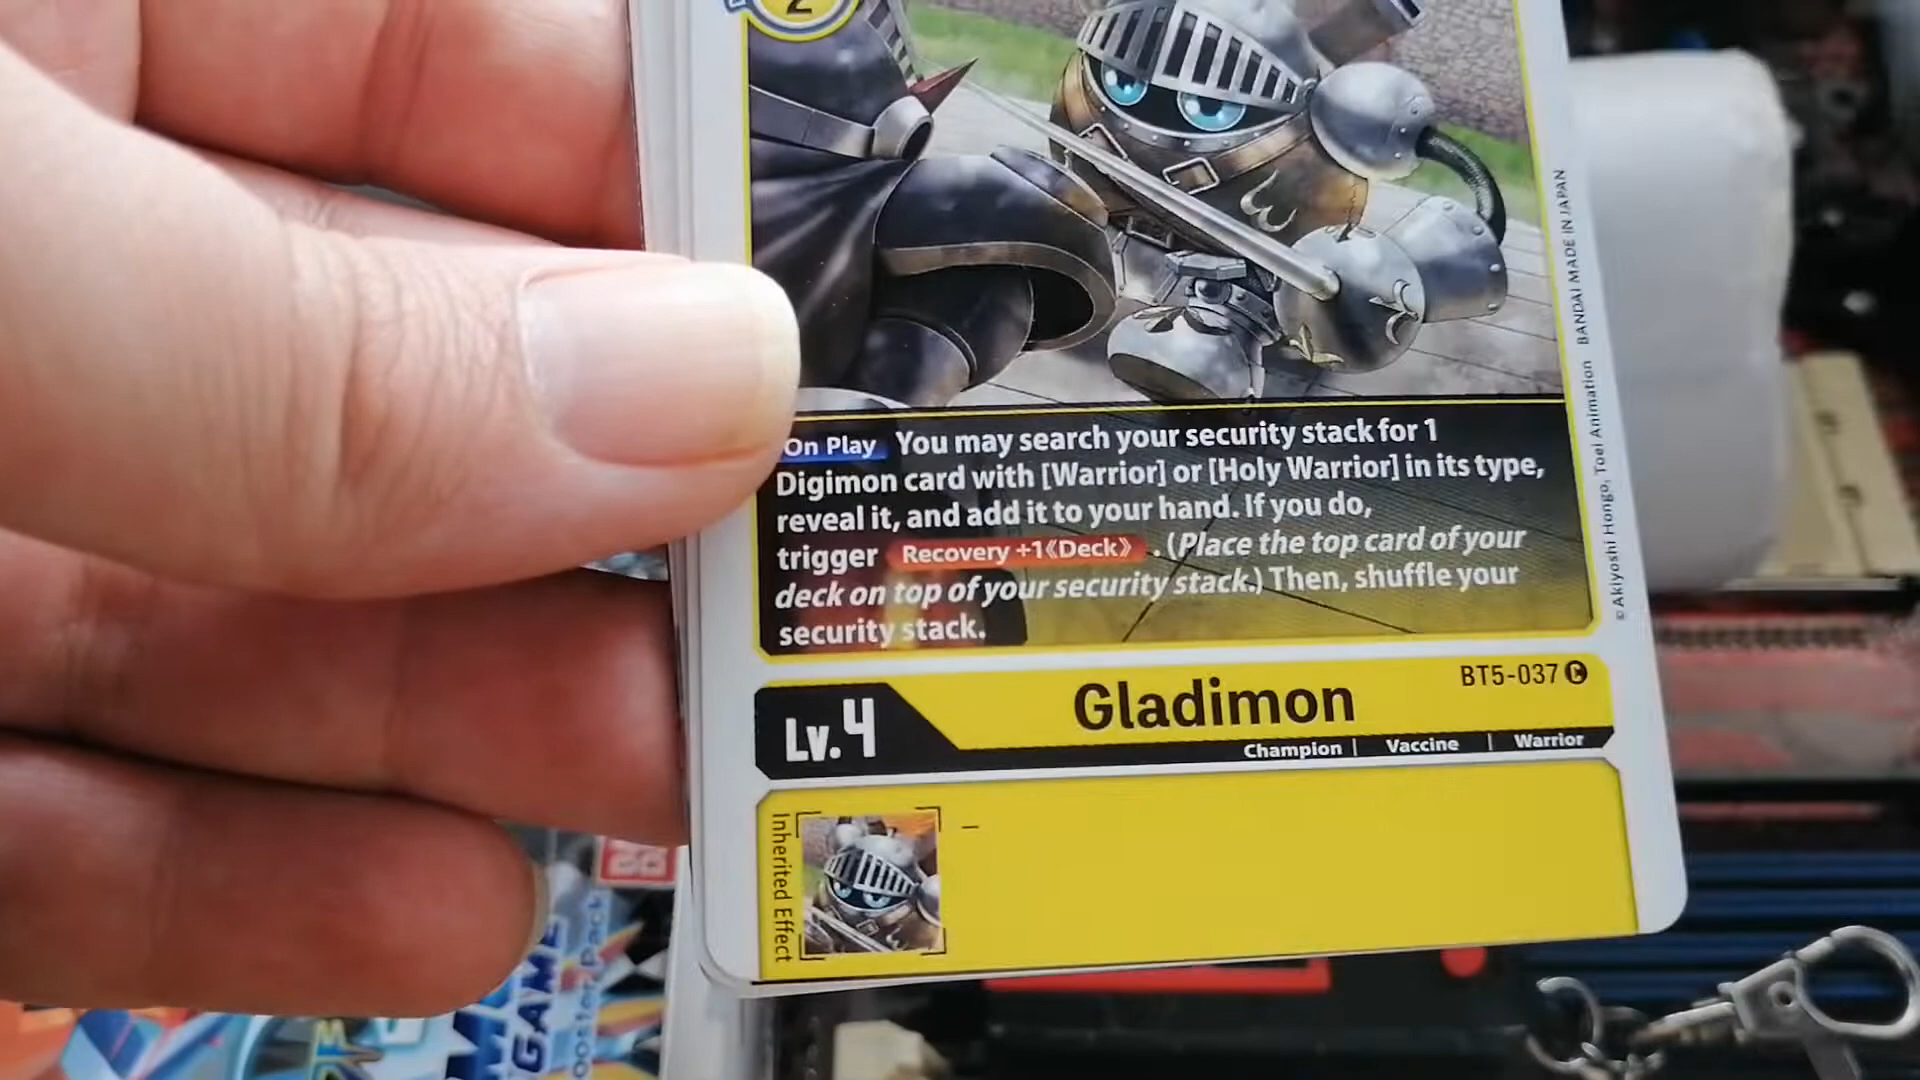 2
On Play You may search your security stack for 1
Digimon card with [Warrior] or [Holy Warrior] in its type,
reveal it, and add it to your hand. If you do,
trigger Recovery +1《Deck》. (Place the top card of your
deck on top of your security stack.) Then, shuffle your
security stack.
©Akiyoshi Hongo, Toei Animation BANDAI MADE IN JAPAN
BT5-037 C
Lv.4
Gladimon
Champion | Vaccine | Warrior
Inherited Effect
–
GAME